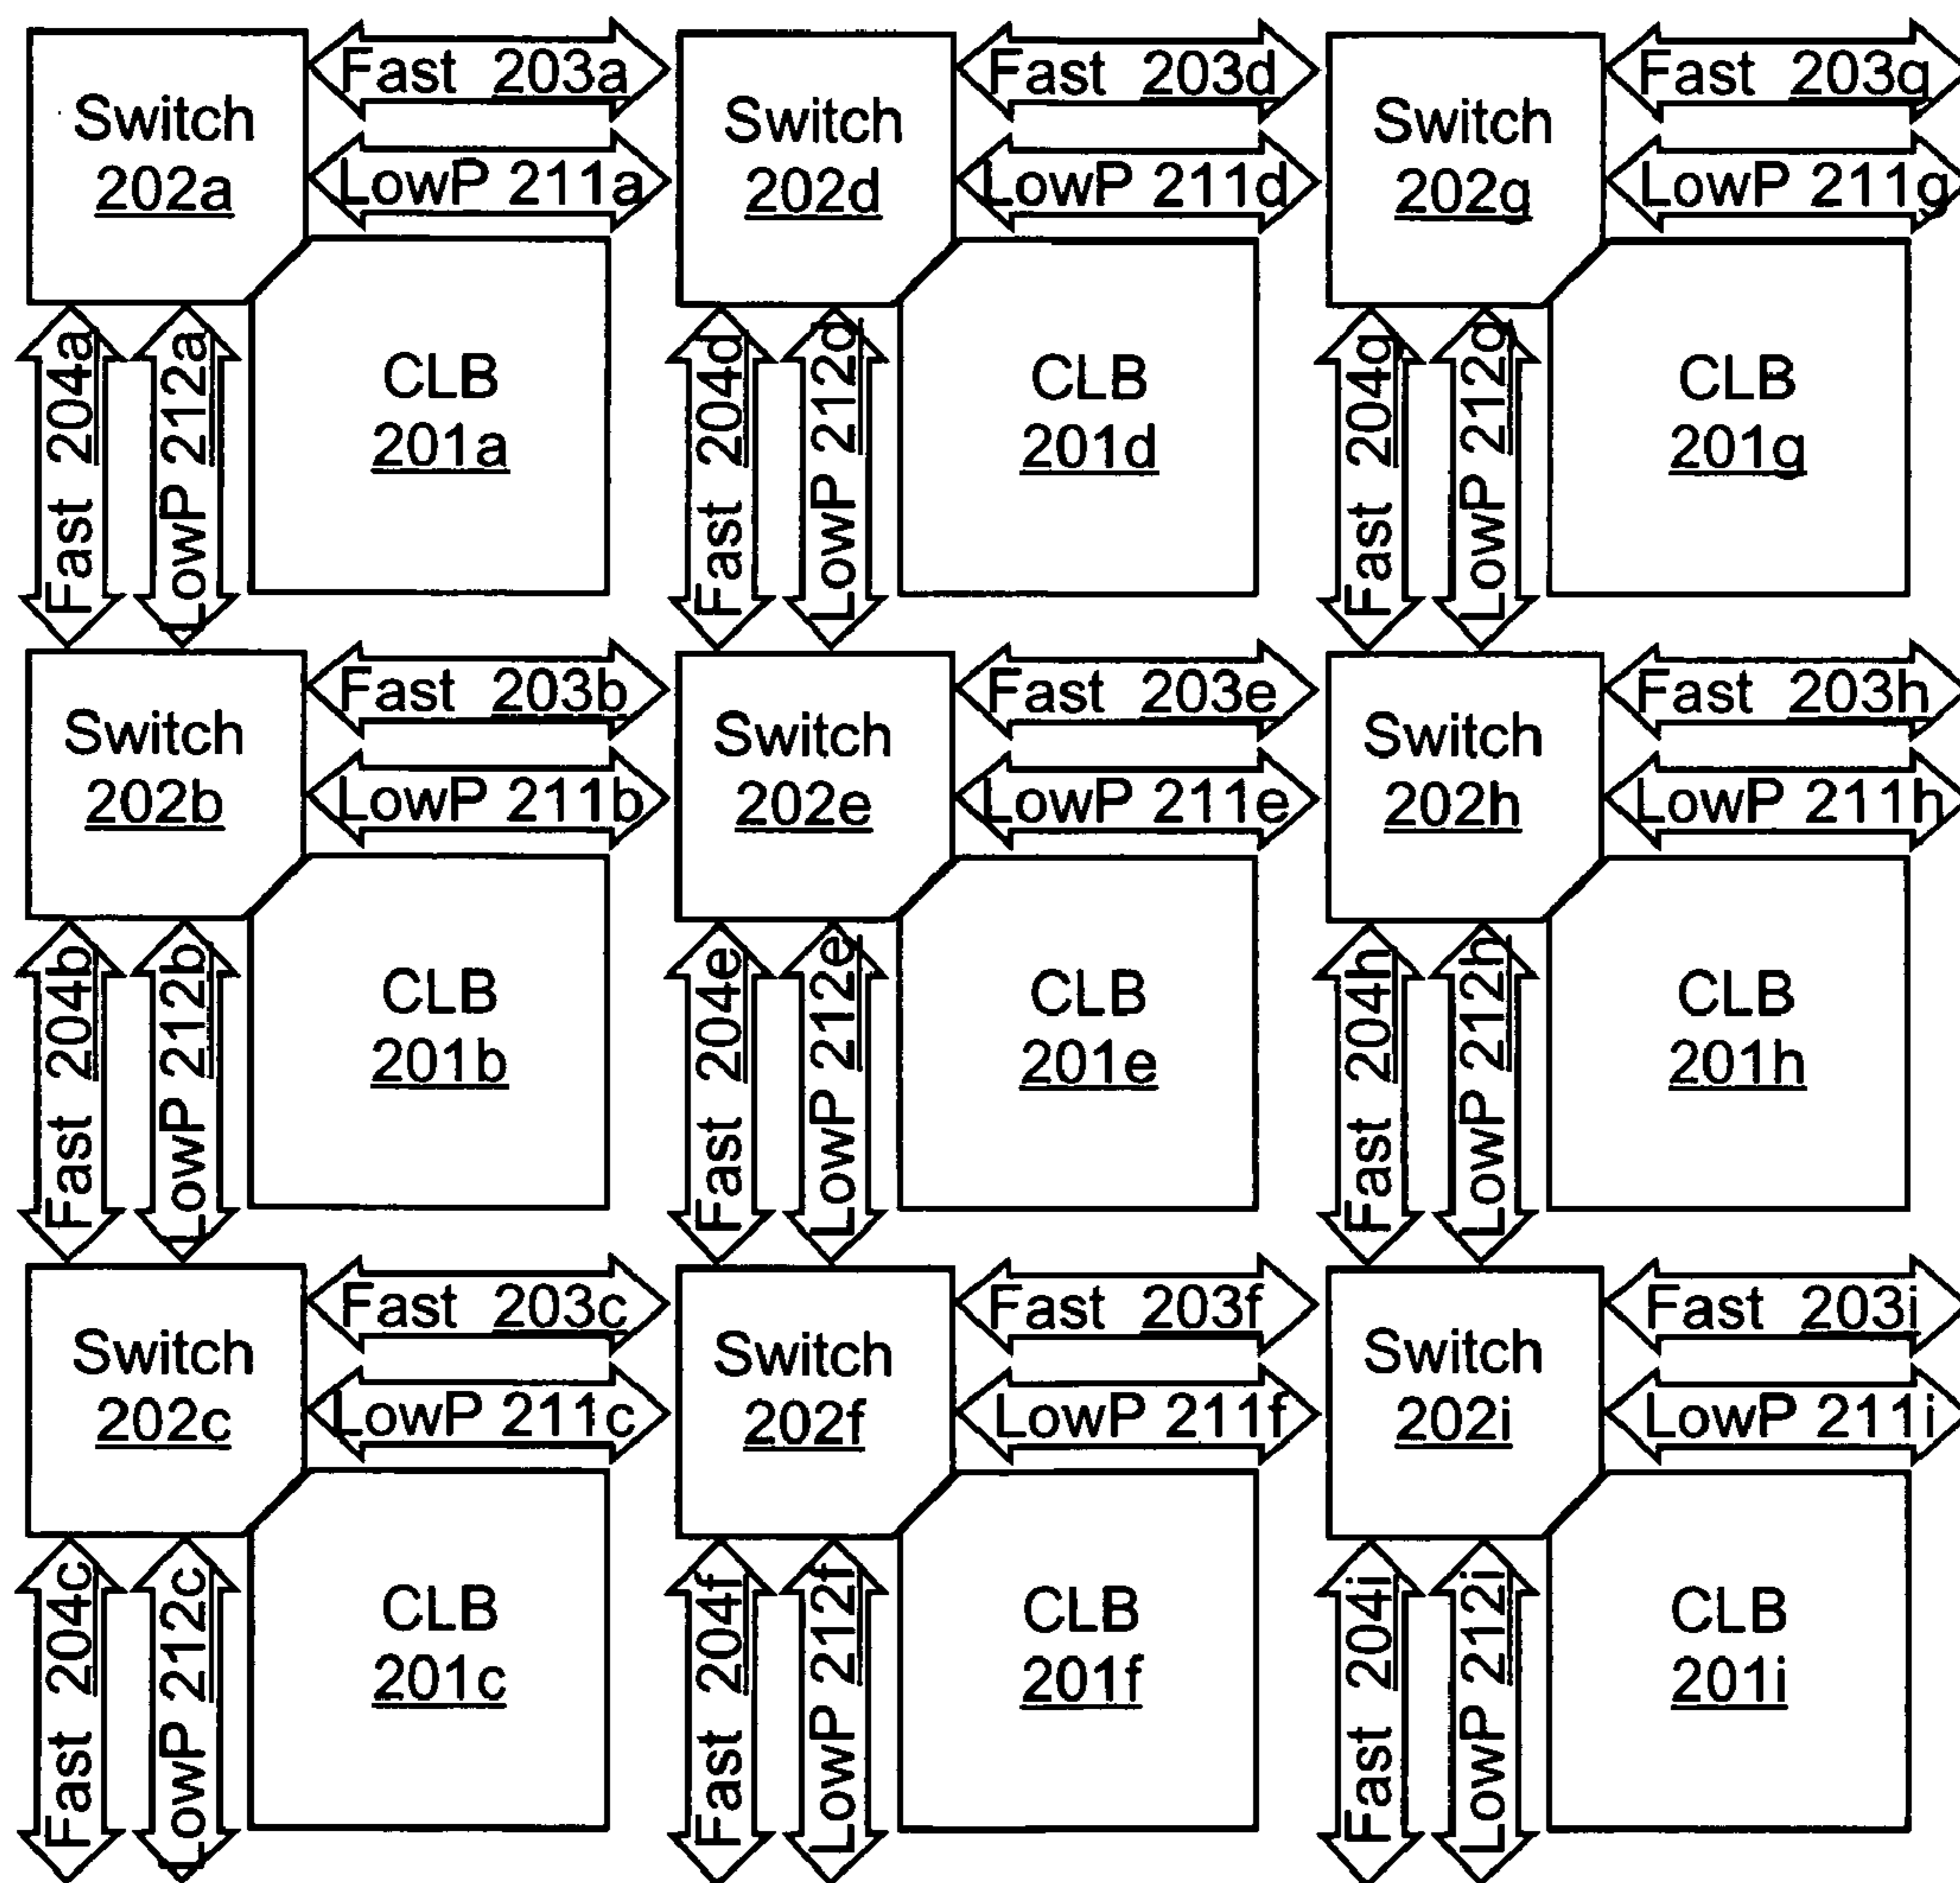 Fast 203a
Fast 203d
Fast 203g
Switch
202a
Switch
202d
Switch
202g
LowP 211a
LowP 211d
LowP 211g
Fast 204a
LowP 212a
CLB
201a
Fast 204d
LowP 212d
CLB
201d
Fast 204g
LowP 212g
CLB
201g
Fast 203b
Fast 203e
Fast 203h
Switch
202b
Switch
202e
Switch
202h
LowP 211b
LowP 211e
LowP 211h
Fast 204b
LowP 212b
CLB
201b
Fast 204e
LowP 212e
CLB
201e
Fast 204h
LowP 212h
CLB
201h
Fast 203c
Fast 203f
Fast 203i
Switch
202c
Switch
202f
Switch
202i
LowP 211c
LowP 211f
LowP 211i
Fast 204c
LowP 212c
CLB
201c
Fast 204f
LowP 212f
CLB
201f
Fast 204i
LowP 212i
CLB
201i